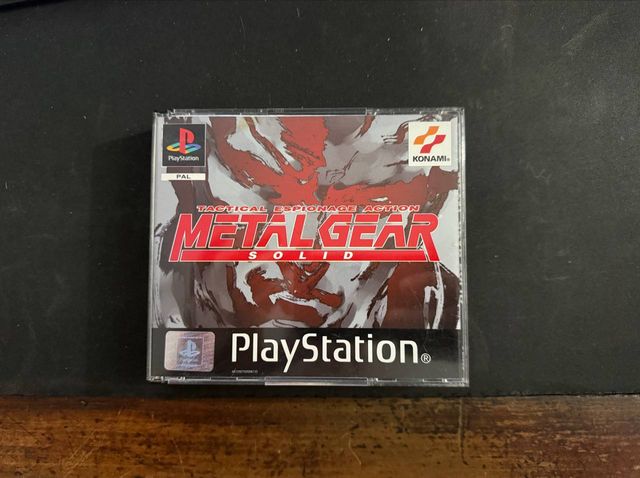 PlayStation
PAL
KONAMI®
TACTICAL ESPIONAGE ACTION
METAL GEAR
SOLID
PlayStation®